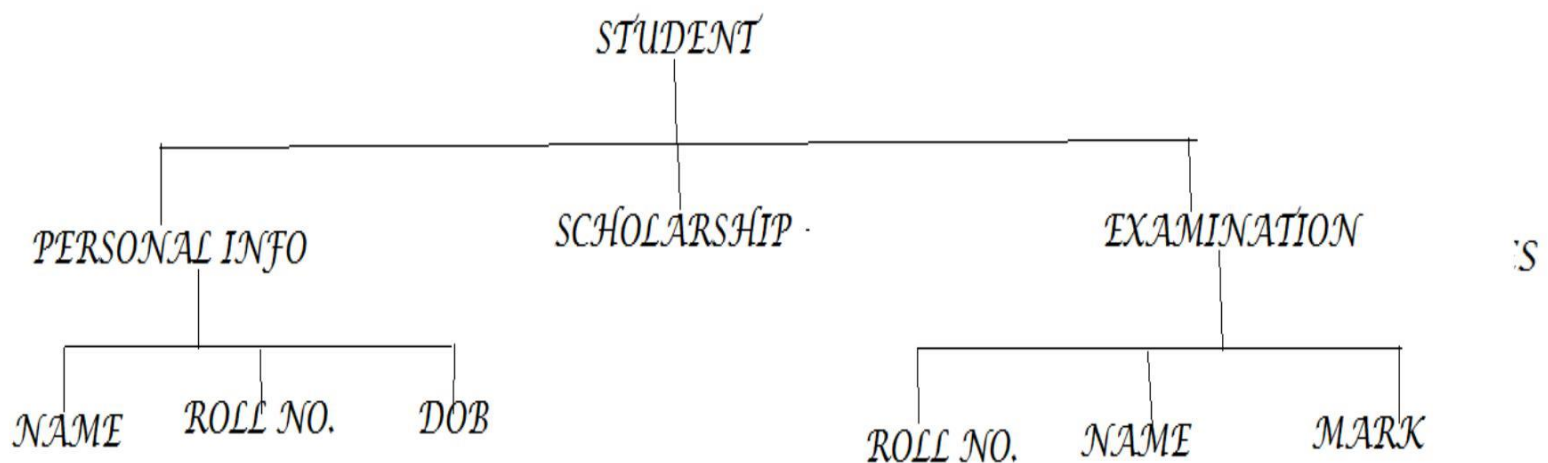 STUDENT
PERSONAL INFO SCHOLARSHIP . EXAMINATION
NAME ROLL NO. DOB ROLL NO. NAME MARK